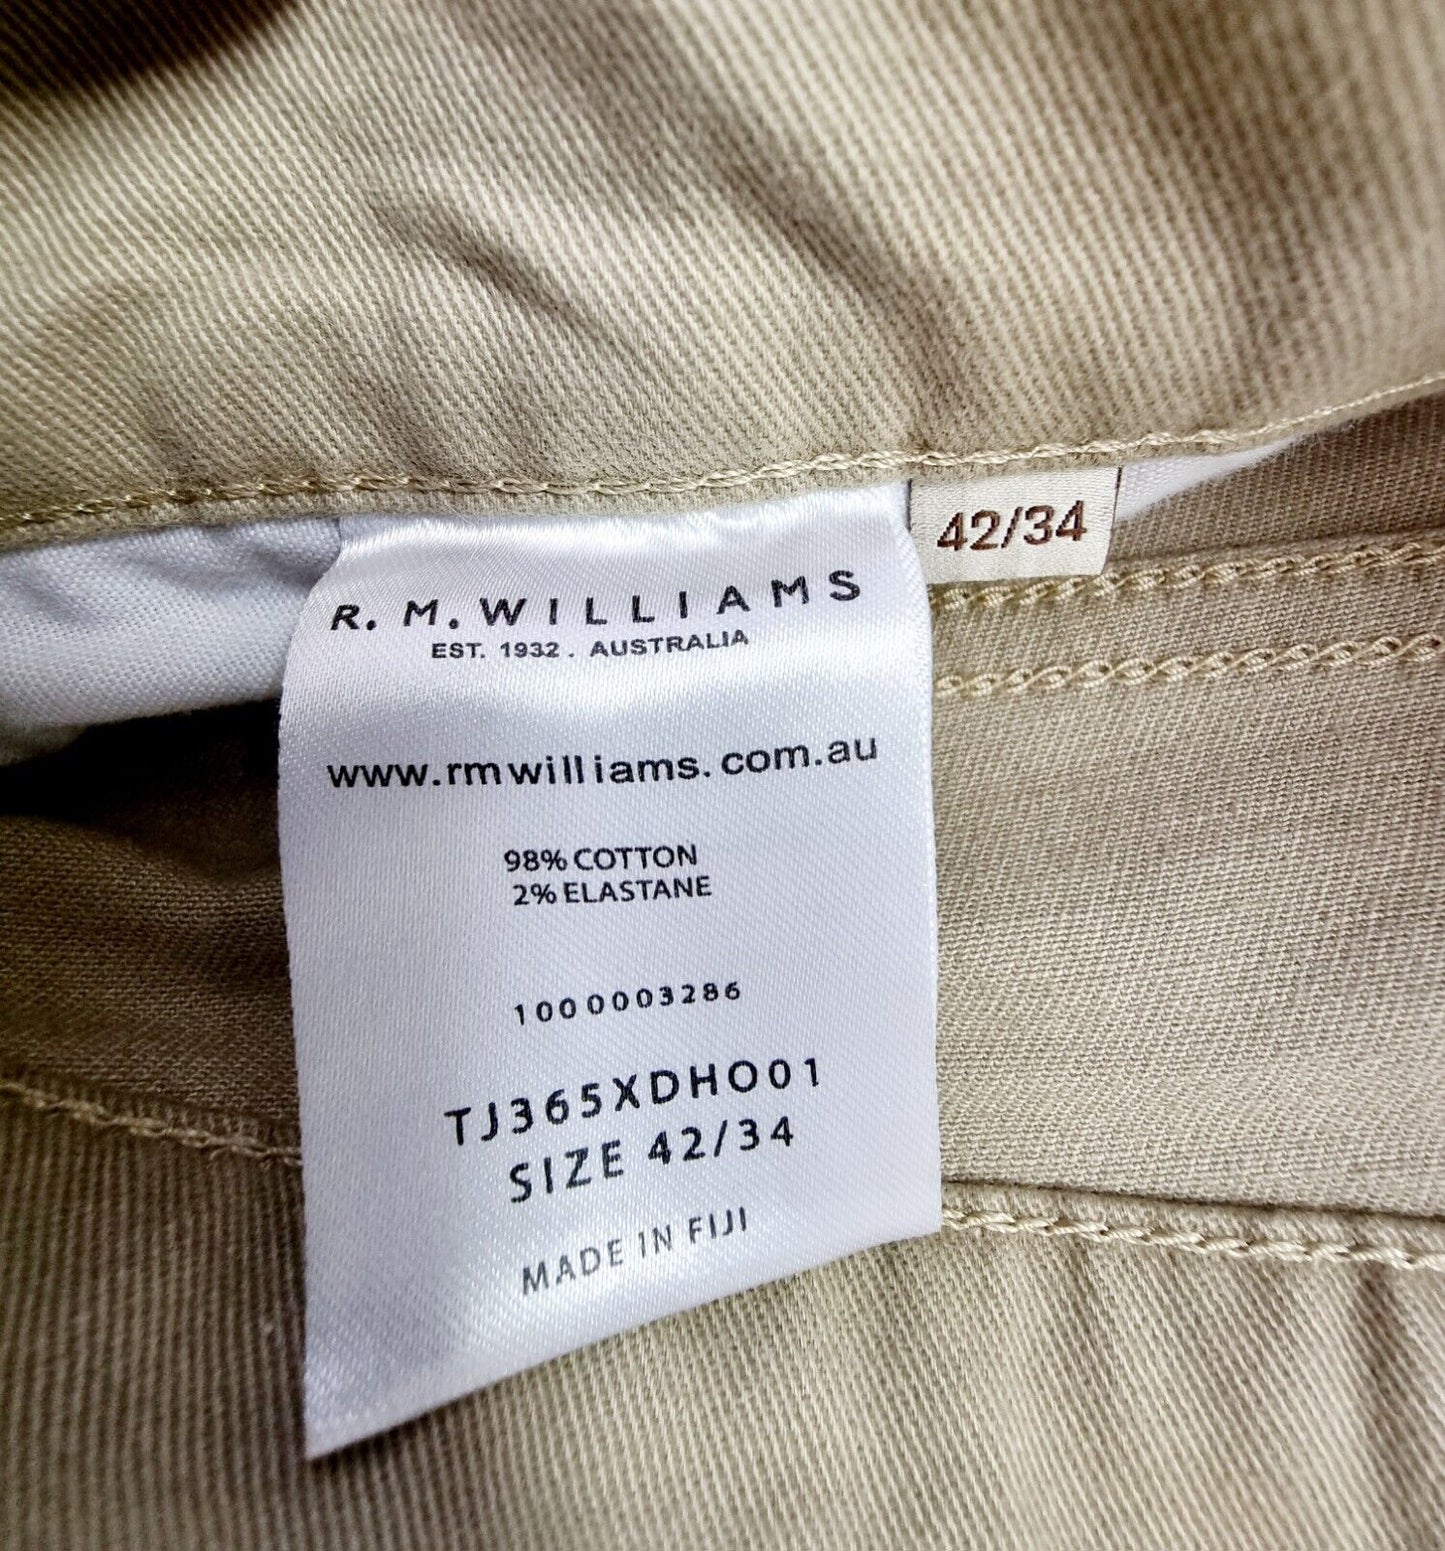 42/34
R. M. WILLIAMS
EST. 1932 . AUSTRALIA
www.rmwilliams.com.au
98% COTTON
2% ELASTANE
1000003286
TJ365XDHO01
SIZE 42/34
MADE IN FIJI